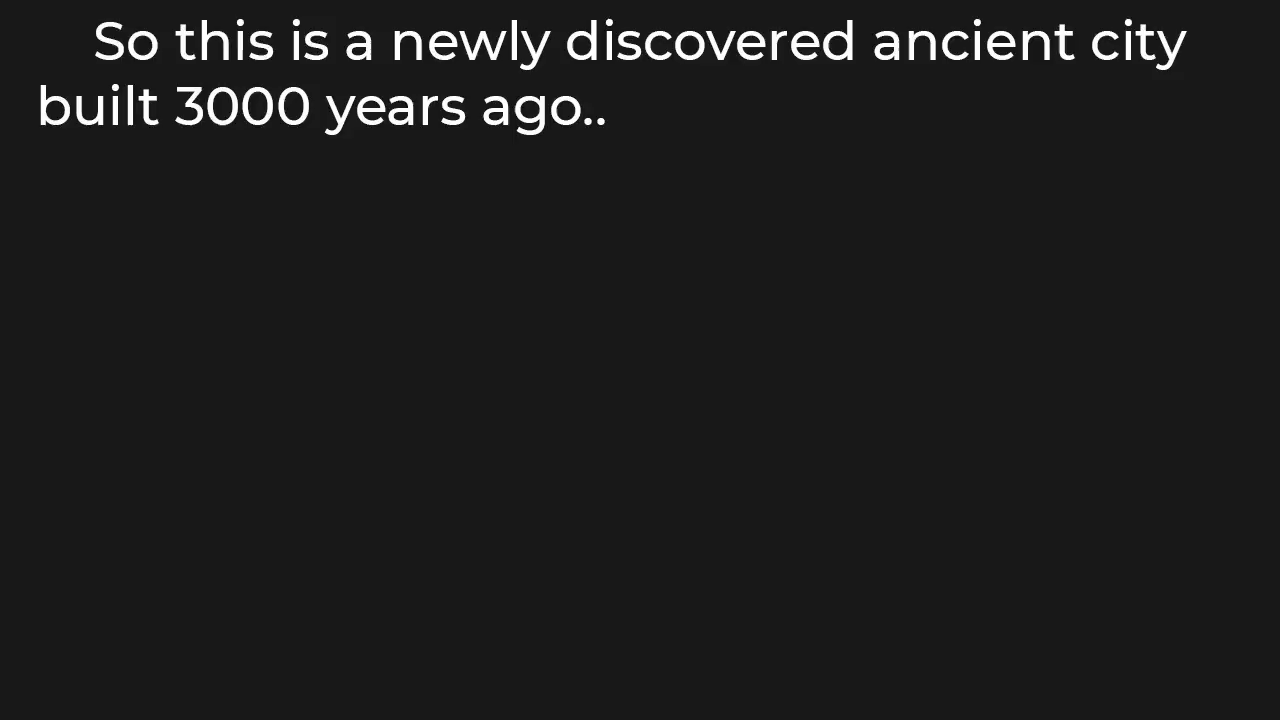 So this is a newly discovered ancient city
built 3000 years ago..